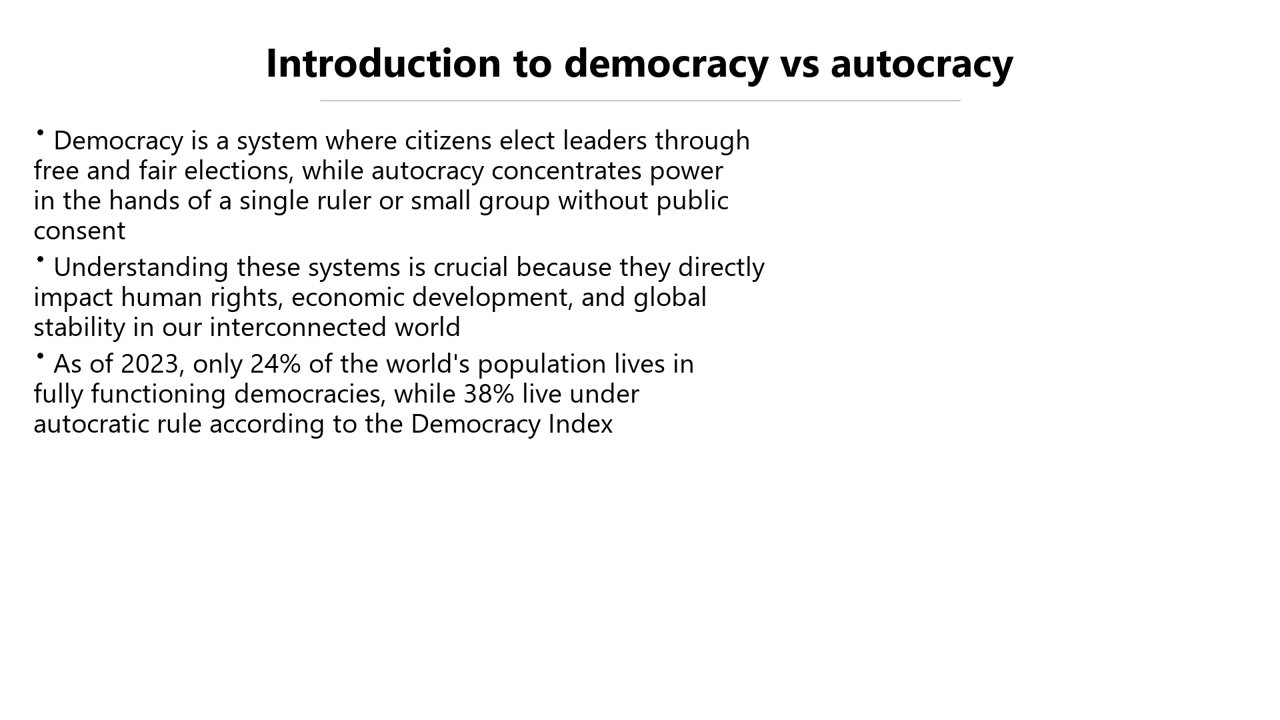 Introduction to democracy vs autocracy
• Democracy is a system where citizens elect leaders through
free and fair elections, while autocracy concentrates power
in the hands of a single ruler or small group without public
consent
• Understanding these systems is crucial because they directly
impact human rights, economic development, and global
stability in our interconnected world
• As of 2023, only 24% of the world's population lives in
fully functioning democracies, while 38% live under
autocratic rule according to the Democracy Index